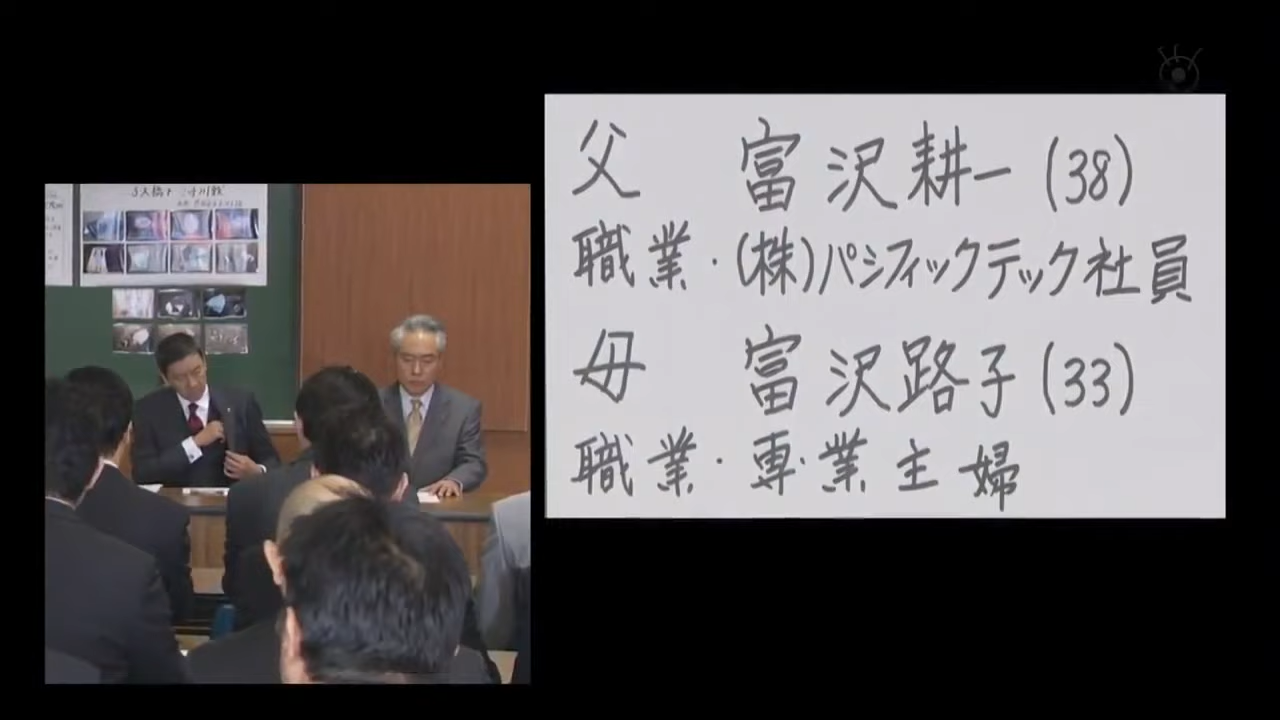 父 富沢耕一 (38)
職業・(株)パシフィックテック社員
母 富沢路子 (33)
職業・専業主婦